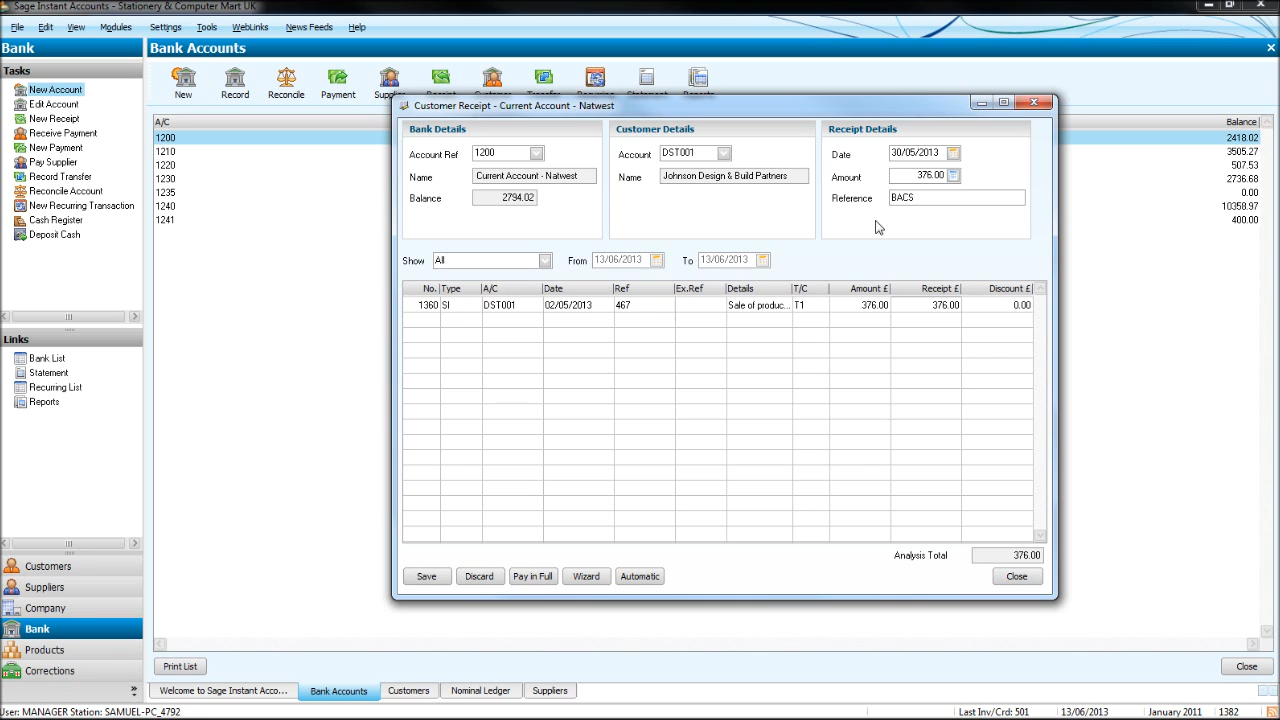 Sage Instant Accounts - Stationery & Computer Mart UK
File Edit View Modules Settings Tools WebLinks News Feeds Help
Bank
Bank Accounts
Tasks
New Account
Edit Account
New Receipt
Receive Payment
New Payment
Pay Supplier
Record Transfer
Reconcile Account
New Recurring Transaction
Cash Register
Deposit Cash
Links
Bank List
Statement
Recurring List
Reports
Customers
Suppliers
Company
Bank
Products
Corrections
New Record Reconcile Payment
A/C Balance
1200 2418.02
1210 3505.27
1220 507.53
1230 2736.68
1235 0.00
1240 10358.97
1241 400.00
Customer Receipt - Current Account - Natwest
Bank Details
Account Ref 1200
Name Current Account - Natwest
Balance 2794.02
Customer Details
Account DST001
Name Johnson Design & Build Partners
Receipt Details
Date 30/05/2013
Amount 376.00
Reference BACS
Show All From 13/06/2013 To 13/06/2013
No. Type A/C Date Ref Ex.Ref Details T/C Amount £ Receipt £ Discount £
1360 SI DST001 02/05/2013 467 Sale of produc... T1 376.00 376.00 0.00
Analysis Total 376.00
Save Discard Pay in Full Wizard Automatic Close
Print List Close
Welcome to Sage Instant Acco... Bank Accounts Customers Nominal Ledger Suppliers
User: MANAGER Station: SAMUEL-PC_4792 Last Inv/Crd: 501 13/06/2013 January 2011 1382